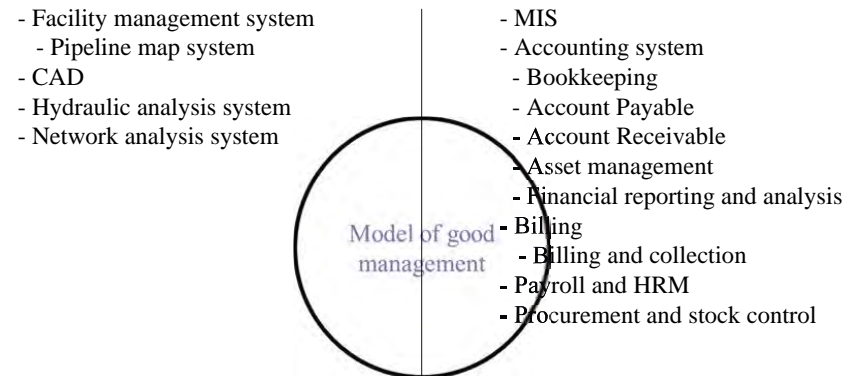 - Facility management system
- Pipeline map system
- CAD
- Hydraulic analysis system
- Network analysis system
- MIS
- Accounting system
- Bookkeeping
- Account Payable
- Account Receivable
- Asset management
- Financial reporting and analysis
- Billing
- Billing and collection
- Payroll and HRM
- Procurement and stock control
Model of good
management